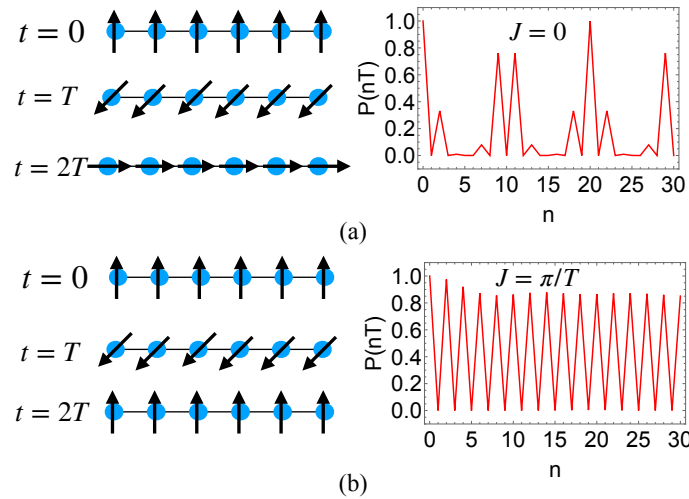 t = 0
t = T
t = 2T
J = 0
P(nT)
1.0
0.8
0.6
0.4
0.2
0.0
0 5 10 15 20 25 30
n
(a)
t = 0
t = T
t = 2T
J = π/T
P(nT)
1.0
0.8
0.6
0.4
0.2
0.0
0 5 10 15 20 25 30
n
(b)